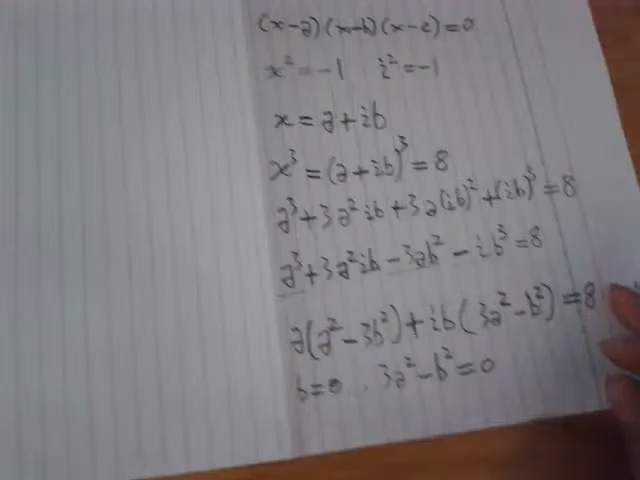 (x-a)(x-b)(x-c)=0
x²=-1 i²=-1
x=a+ib
x³=(a+ib)³=8
a³+3a²ib+3a(ib)²+(ib)³=8
a³+3a²ib-3ab²-ib³=8
a(a²-3b²)+ib(3a²-b²)=8
b=0, 3a²-b²=0